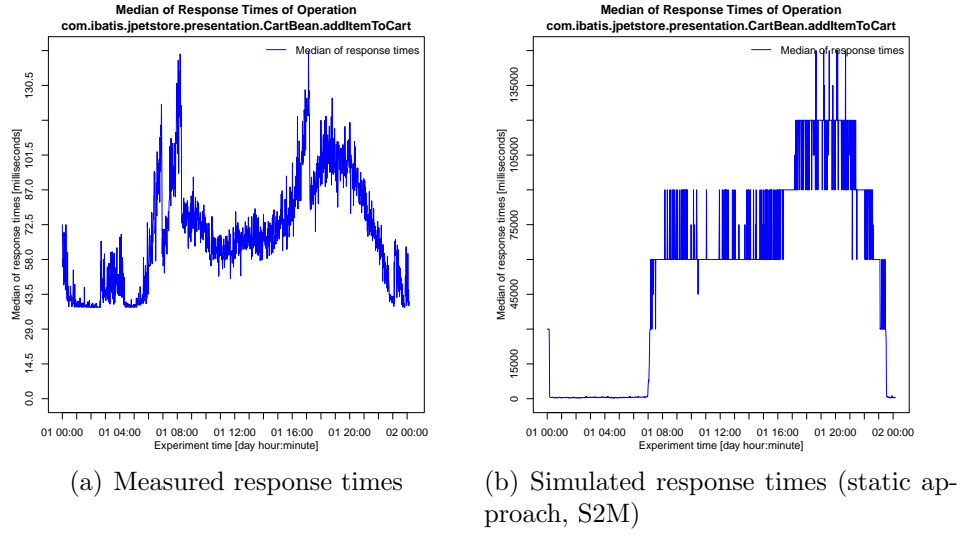 Median of Response Times of Operation
com.ibatis.jpetstore.presentation.CartBean.addItemToCart
Median of response times
Median of response times [milliseconds]
130.5
101.5
87.0
72.5
58.0
43.5
29.0
14.5
0.0
01 00:00 01 04:00 01 08:00 01 12:00 01 16:00 01 20:00 02 00:00
Experiment time [day hour:minute]
(a) Measured response times
Median of Response Times of Operation
com.ibatis.jpetstore.presentation.CartBean.addItemToCart
Median of response times
Median of response times [milliseconds]
135000
105000
75000
45000
15000
0
01 00:00 01 04:00 01 08:00 01 12:00 01 16:00 01 20:00 02 00:00
Experiment time [day hour:minute]
(b) Simulated response times (static ap-
proach, S2M)